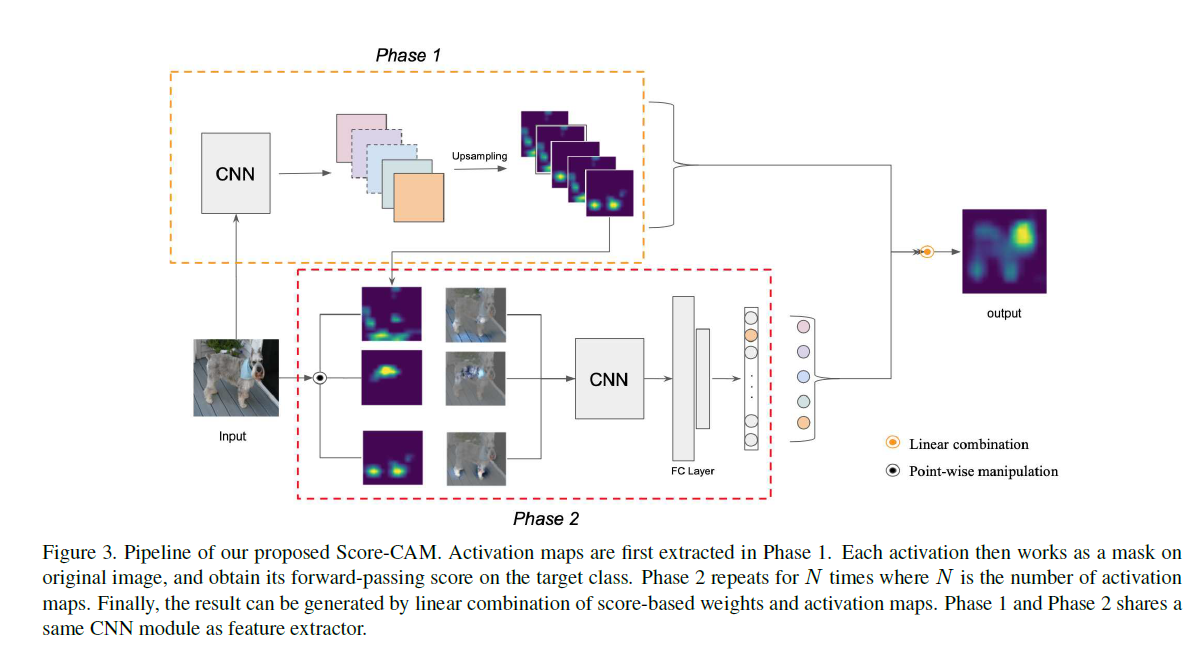 Phase 1
CNN
Upsampling
output
Input
CNN
FC Layer
Linear combination
Point-wise manipulation
Phase 2
Figure 3. Pipeline of our proposed Score-CAM. Activation maps are first extracted in Phase 1. Each activation then works as a mask on
original image, and obtain its forward-passing score on the target class. Phase 2 repeats for N times where N is the number of activation
maps. Finally, the result can be generated by linear combination of score-based weights and activation maps. Phase 1 and Phase 2 shares a
same CNN module as feature extractor.